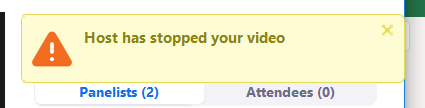 Host has stopped your video
Panelists (2) Attendees (0)